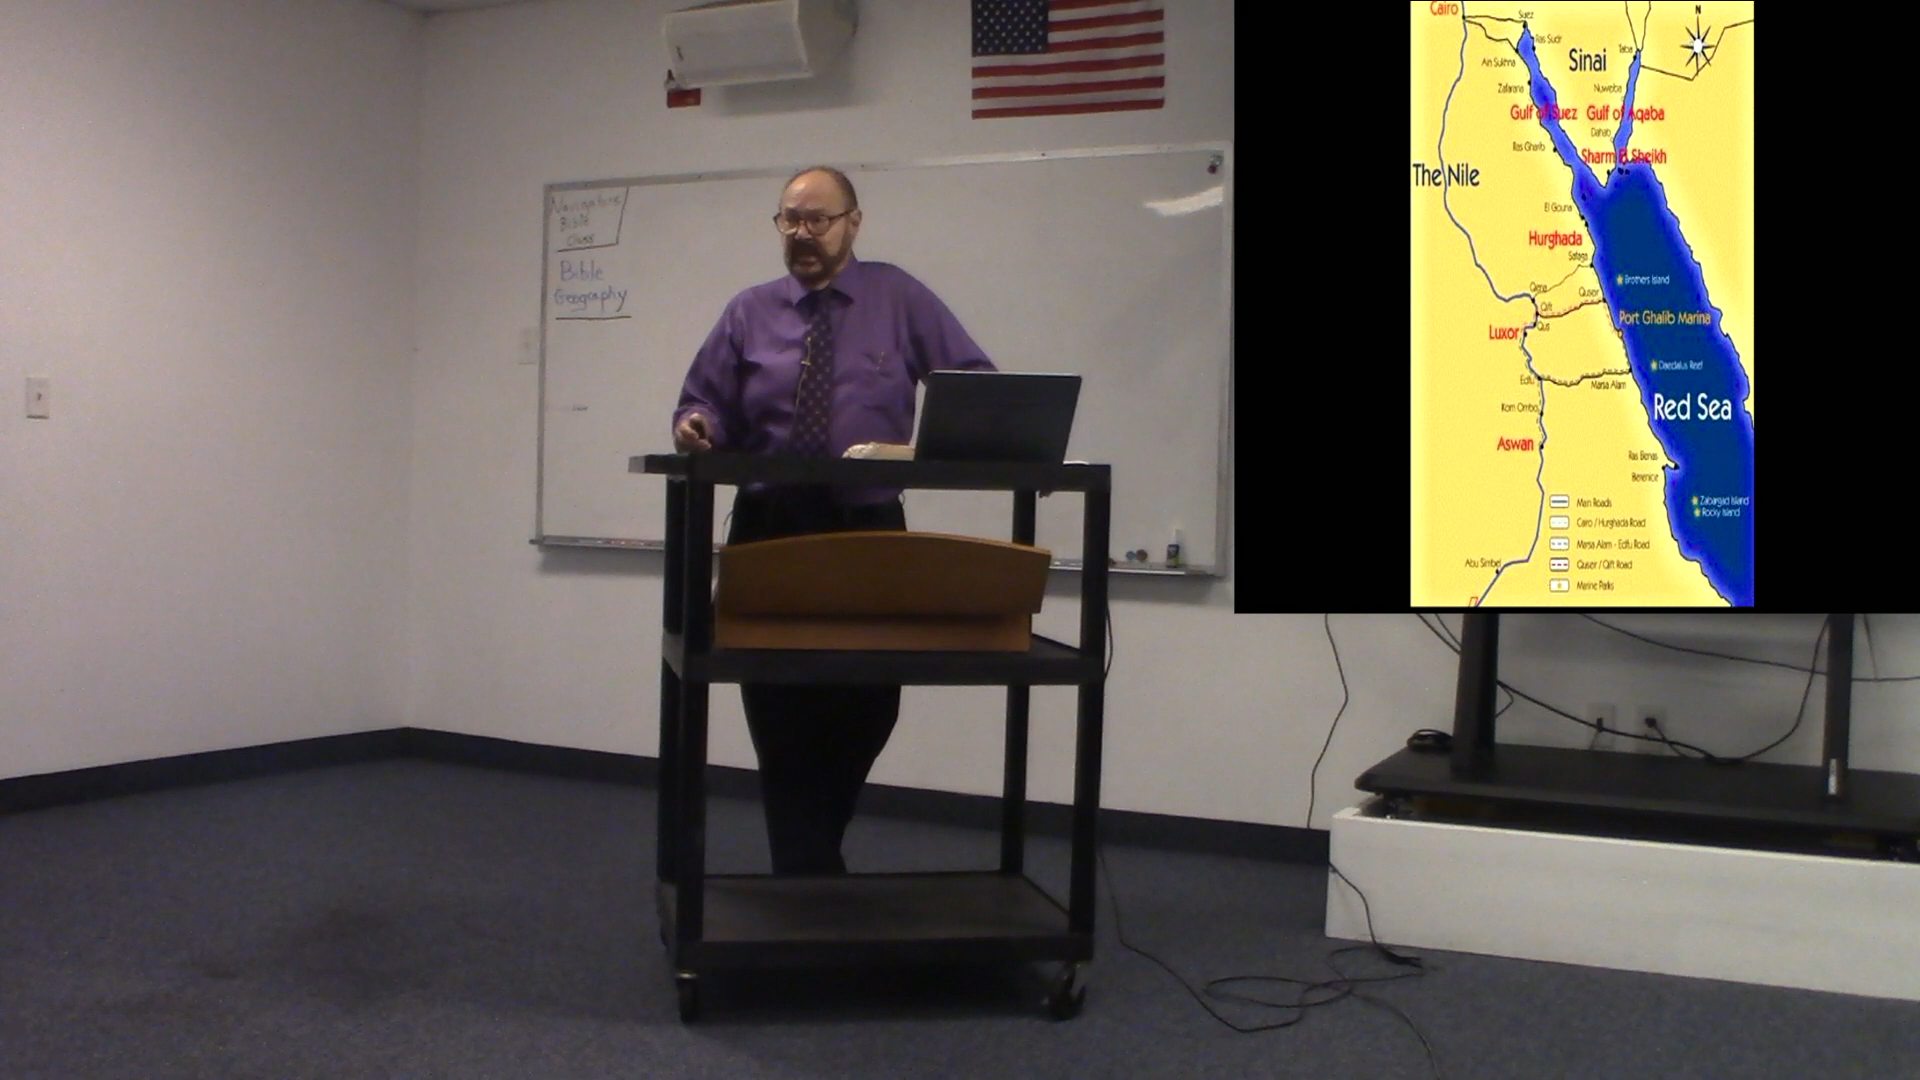 Navigators
Bible
Class
Bible
Geography
Cairo
Suez
Ras Sudr
Sinai
Taba
N
Ain Sukhna
Zafarana
Nuweiba
Gulf of Suez
Gulf of Aqaba
Dahab
Ras Gharib
Sharm El Sheikh
The Nile
El Gouna
Hurghada
Safaga
Brothers Island
Qena
Quser
Qift
Port Ghalib Marina
Qus
Luxor
Daedalus Reef
Edfu
Marsa Alam
Kom Ombo
Red Sea
Aswan
Ras Benas
Berenice
Zabargad Island
Rocky Island
Main Roads
Cairo / Hurghada Road
Marsa Alam - Edfu Road
Quser / Qift Road
Marine Parks
Abu Simbel